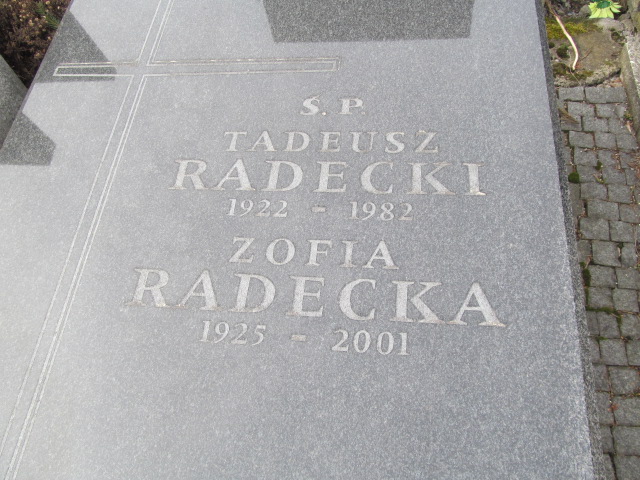 Ś. P.
TADEUSZ
RADECKI
1922 - 1982
ZOFIA
RADECKA
1925 - 2001